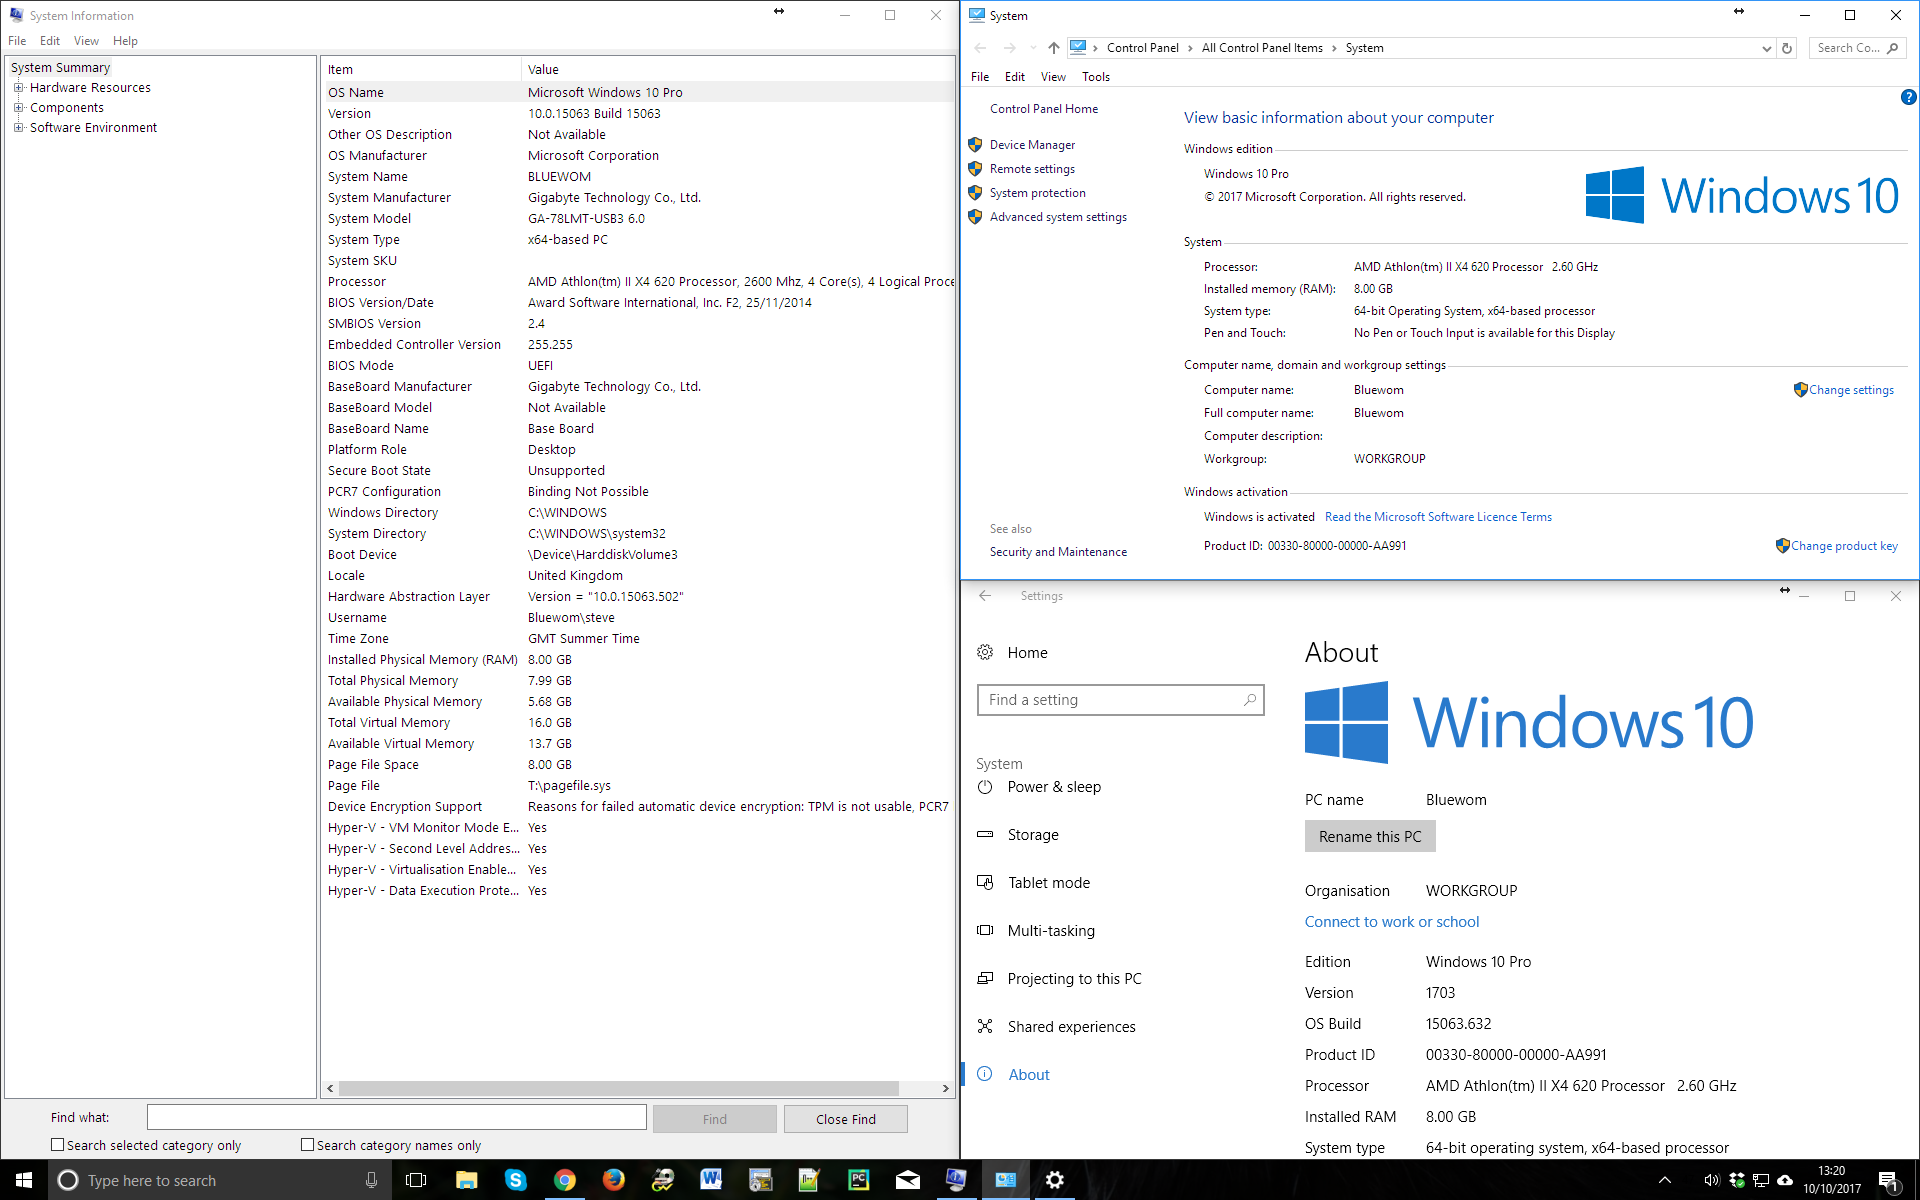 System Information
File Edit View Help
System Summary
Hardware Resources
Components
Software Environment
Item Value
OS Name Microsoft Windows 10 Pro
Version 10.0.15063 Build 15063
Other OS Description Not Available
OS Manufacturer Microsoft Corporation
System Name BLUEWOM
System Manufacturer Gigabyte Technology Co., Ltd.
System Model GA-78LMT-USB3 6.0
System Type x64-based PC
System SKU
Processor AMD Athlon(tm) II X4 620 Processor, 2600 Mhz, 4 Core(s), 4 Logical Proce
BIOS Version/Date Award Software International, Inc. F2, 25/11/2014
SMBIOS Version 2.4
Embedded Controller Version 255.255
BIOS Mode UEFI
BaseBoard Manufacturer Gigabyte Technology Co., Ltd.
BaseBoard Model Not Available
BaseBoard Name Base Board
Platform Role Desktop
Secure Boot State Unsupported
PCR7 Configuration Binding Not Possible
Windows Directory C:\WINDOWS
System Directory C:\WINDOWS\system32
Boot Device \Device\HarddiskVolume3
Locale United Kingdom
Hardware Abstraction Layer Version = "10.0.15063.502"
Username Bluewom\steve
Time Zone GMT Summer Time
Installed Physical Memory (RAM) 8.00 GB
Total Physical Memory 7.99 GB
Available Physical Memory 5.68 GB
Total Virtual Memory 16.0 GB
Available Virtual Memory 13.7 GB
Page File Space 8.00 GB
Page File T:\pagefile.sys
Device Encryption Support Reasons for failed automatic device encryption: TPM is not usable, PCR7
Hyper-V - VM Monitor Mode E... Yes
Hyper-V - Second Level Addres... Yes
Hyper-V - Virtualisation Enable... Yes
Hyper-V - Data Execution Prote... Yes
Find what: Find Close Find
Search selected category only Search category names only
System
Control Panel All Control Panel Items System Search Co...
File Edit View Tools
Control Panel Home
Device Manager
Remote settings
System protection
Advanced system settings
See also
Security and Maintenance
View basic information about your computer
Windows edition
Windows 10 Pro
© 2017 Microsoft Corporation. All rights reserved.
Windows 10
System
Processor: AMD Athlon(tm) II X4 620 Processor 2.60 GHz
Installed memory (RAM): 8.00 GB
System type: 64-bit Operating System, x64-based processor
Pen and Touch: No Pen or Touch Input is available for this Display
Computer name, domain and workgroup settings
Computer name: Bluewom Change settings
Full computer name: Bluewom
Computer description:
Workgroup: WORKGROUP
Windows activation
Windows is activated Read the Microsoft Software Licence Terms
Product ID: 00330-80000-00000-AA991 Change product key
Settings
Home
Find a setting
System
Power & sleep
Storage
Tablet mode
Multi-tasking
Projecting to this PC
Shared experiences
About
About
Windows 10
PC name Bluewom
Rename this PC
Organisation WORKGROUP
Connect to work or school
Edition Windows 10 Pro
Version 1703
OS Build 15063.632
Product ID 00330-80000-00000-AA991
Processor AMD Athlon(tm) II X4 620 Processor 2.60 GHz
Installed RAM 8.00 GB
System type 64-bit operating system, x64-based processor
Type here to search
13:20
10/10/2017
1